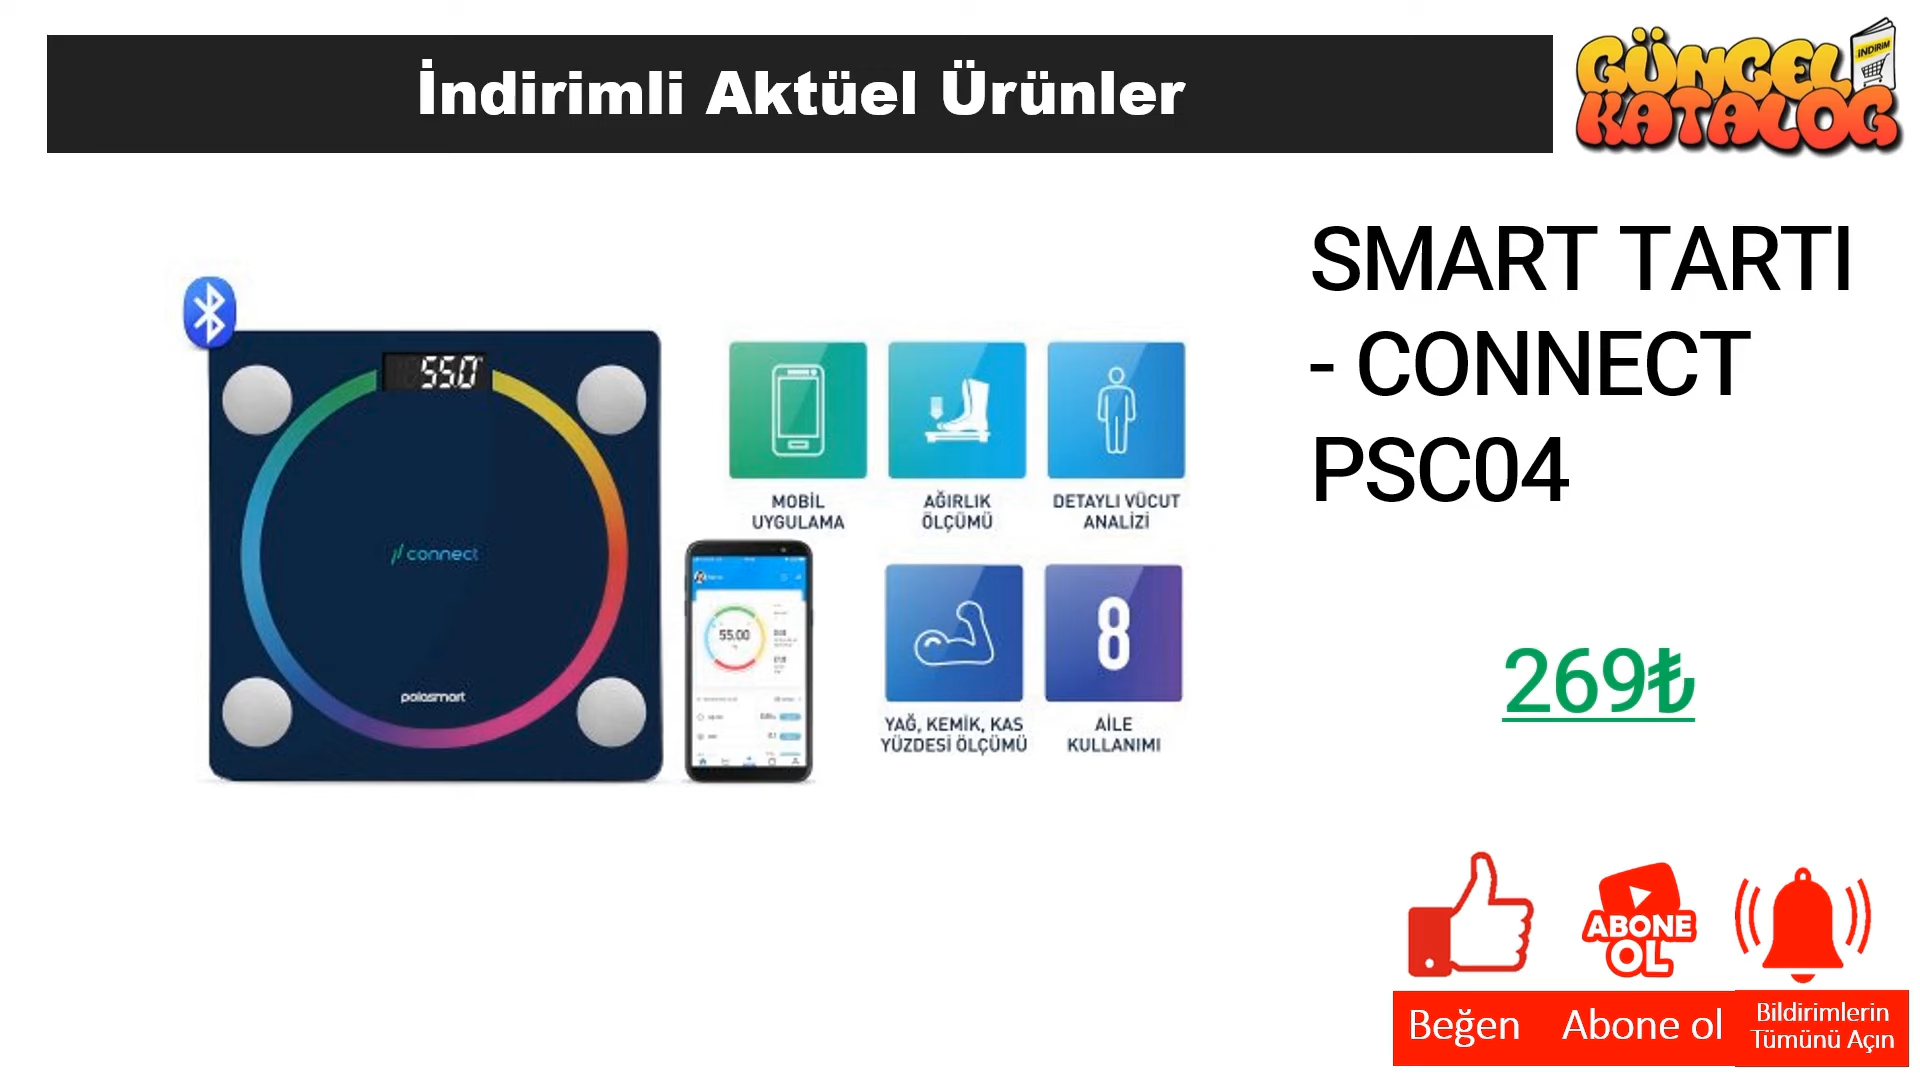 İndirimli Aktüel Ürünler
GÜNCEL
KATALOG
İNDİRİM
SMART TARTI
- CONNECT
PSC04
269₺
55.0
connect
polosmart
MOBİL
UYGULAMA
AĞIRLIK
ÖLÇÜMÜ
DETAYLI VÜCUT
ANALİZİ
55.00
8
YAĞ, KEMİK, KAS
YÜZDESİ ÖLÇÜMÜ
AİLE
KULLANIMI
ABONE
OL
Beğen
Abone ol
Bildirimlerin
Tümünü Açın